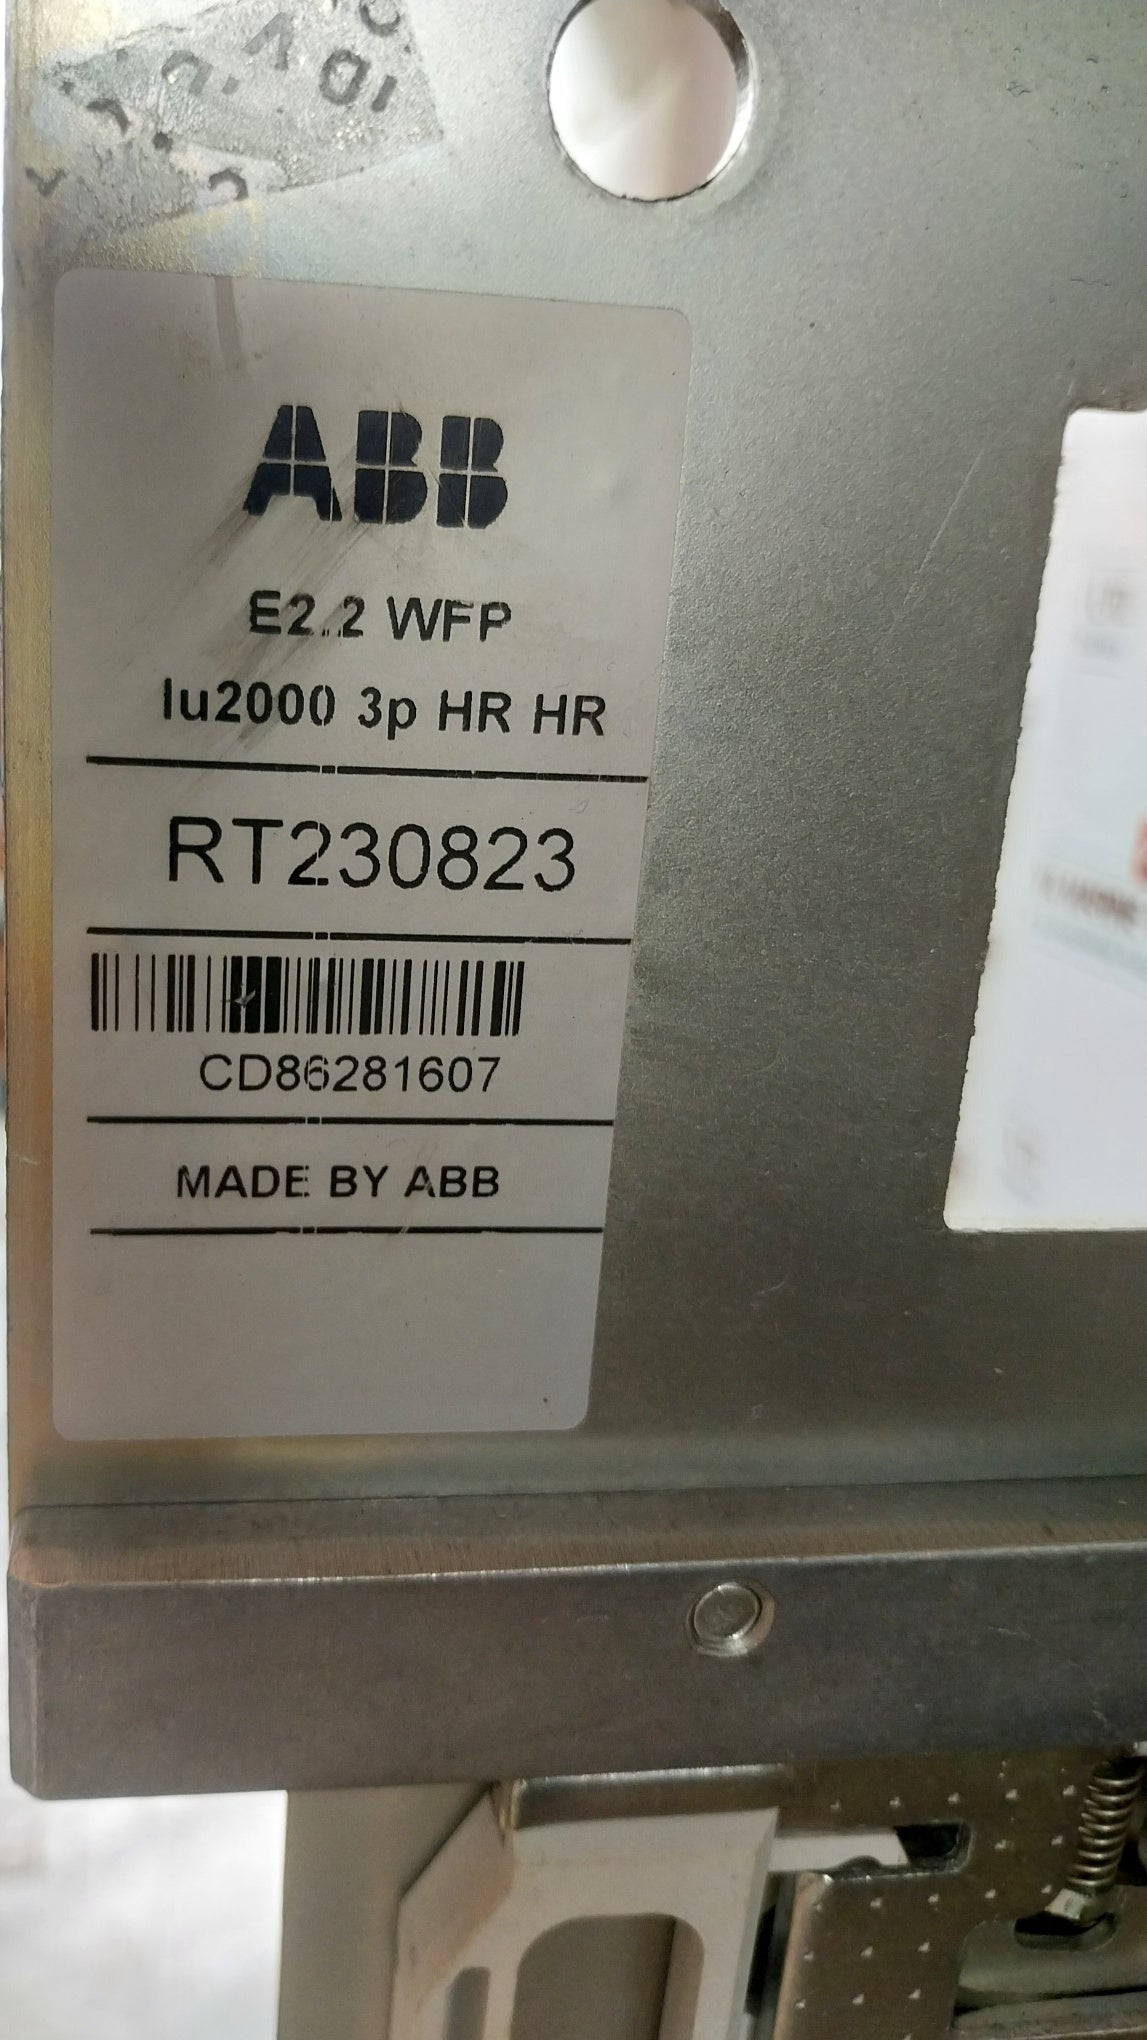 ABB
E2.2 WFP
Iu2000 3p HR HR
RT230823
CD86281607
MADE BY ABB